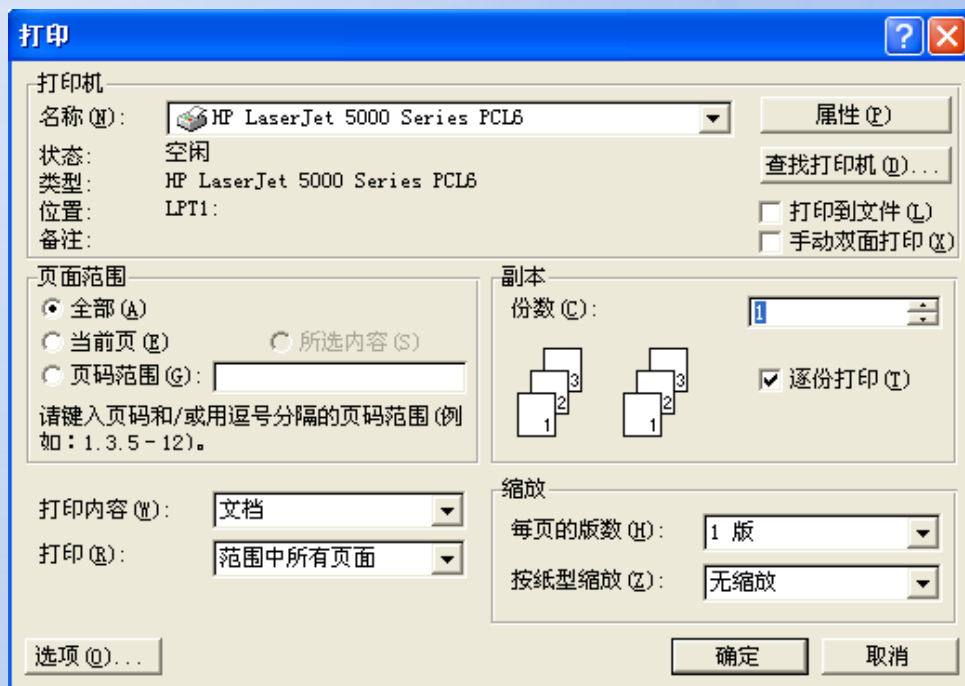 打印
打印机
名称(N): HP LaserJet 5000 Series PCL6 属性(P)
状态: 空闲
类型: HP LaserJet 5000 Series PCL6 查找打印机(D)...
位置: LPT1: 打印到文件(L)
备注: 手动双面打印(X)
页面范围
全部(A)
当前页(E) 所选内容(S)
页码范围(G):
请键入页码和/或用逗号分隔的页码范围(例
如：1.3.5-12)。
副本
份数(C): 1
3 3
2 2
1 1
逐份打印(T)
打印内容(W): 文档
打印(R): 范围中所有页面
缩放
每页的版数(H): 1 版
按纸型缩放(Z): 无缩放
选项(O)... 确定 取消